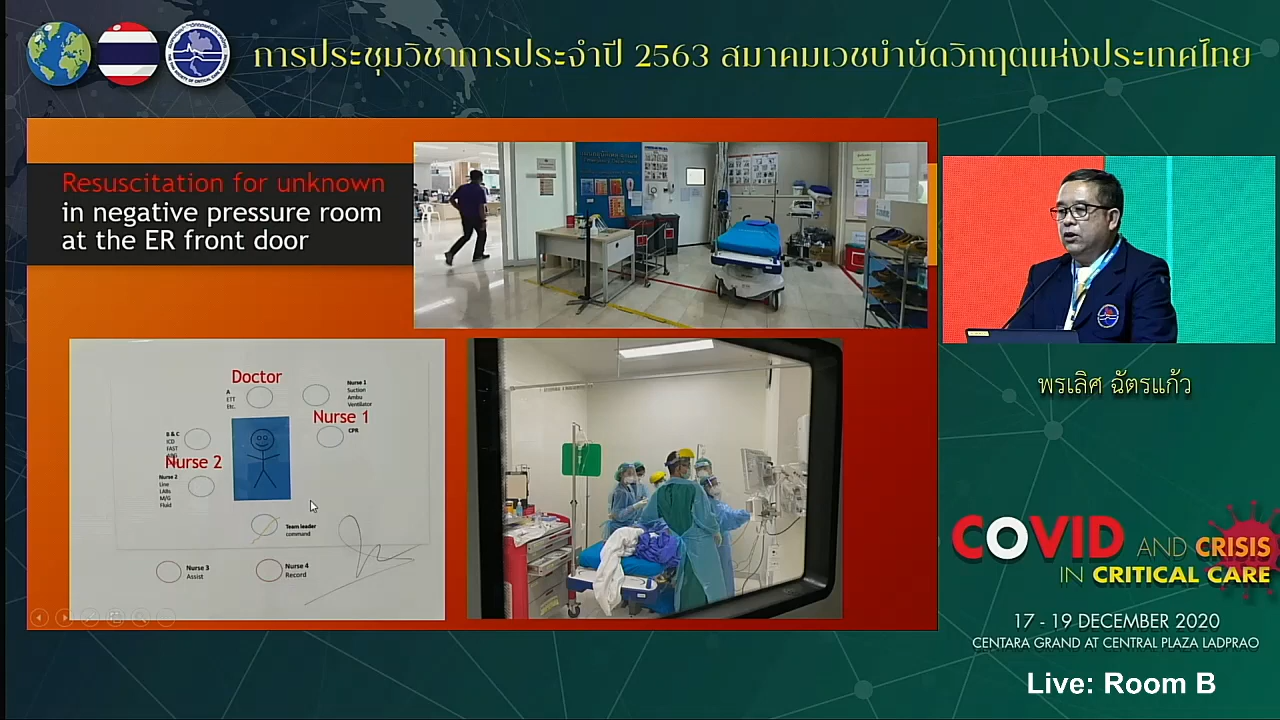 การประชุมวิชาการประจำปี 2563 สมาคมเวชบำบัดวิกฤตแห่งประเทศไทย
Resuscitation for unknown
in negative pressure room
at the ER front door
Doctor
A
ETT
Etc.
Nurse 1
Suction
Ambu
Ventilator
Nurse 1
CPR
B & C
ICD
FAST
Nurse 2
Nurse 2
Line
LABs
M/G
Fluid
Team leader
command
Nurse 3
Assist
Nurse 4
Record
พรเลิศ ฉัตรแก้ว
COVID AND CRISIS
IN CRITICAL CARE
17 - 19 DECEMBER 2020
CENTARA GRAND AT CENTRAL PLAZA LADPRAO
Live: Room B